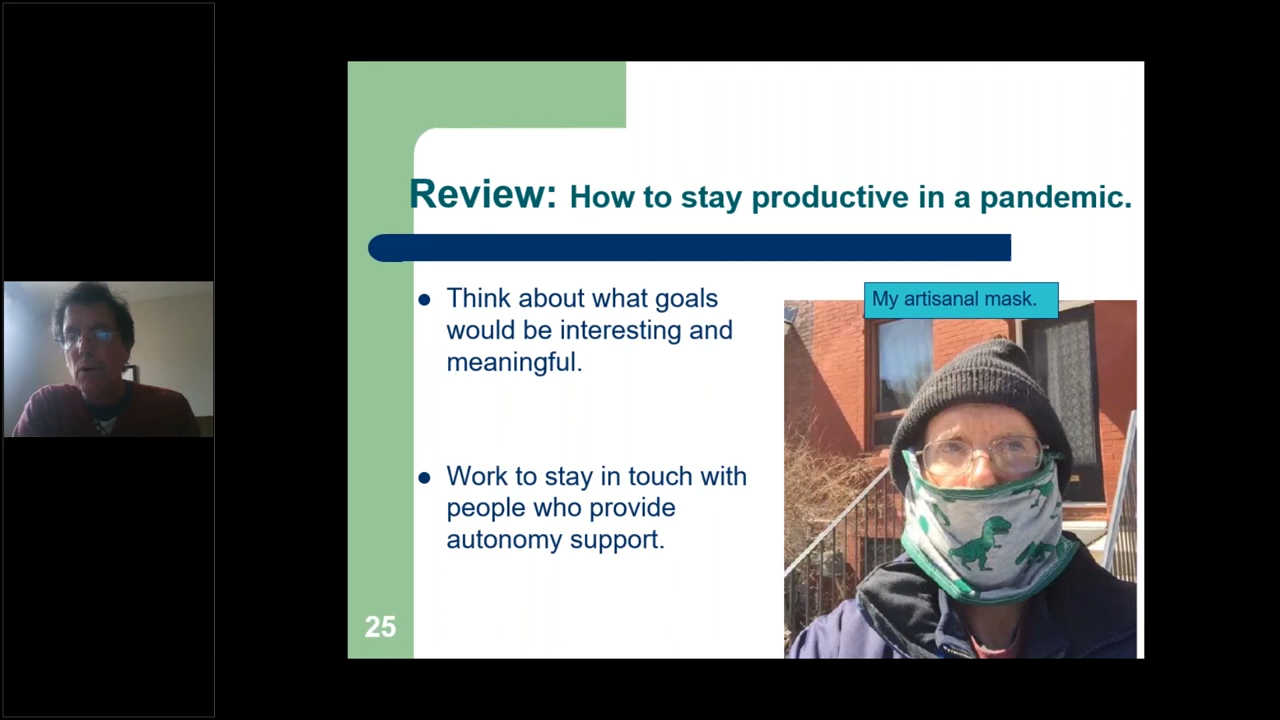 Review: How to stay productive in a pandemic.
My artisanal mask.
● Think about what goals
would be interesting and
meaningful.
● Work to stay in touch with
people who provide
autonomy support.
25